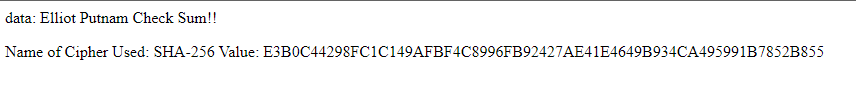 data: Elliot Putnam Check Sum!!
Name of Cipher Used: SHA-256 Value: E3B0C44298FC1C149AFBF4C8996FB92427AE41E4649B934CA495991B7852B855